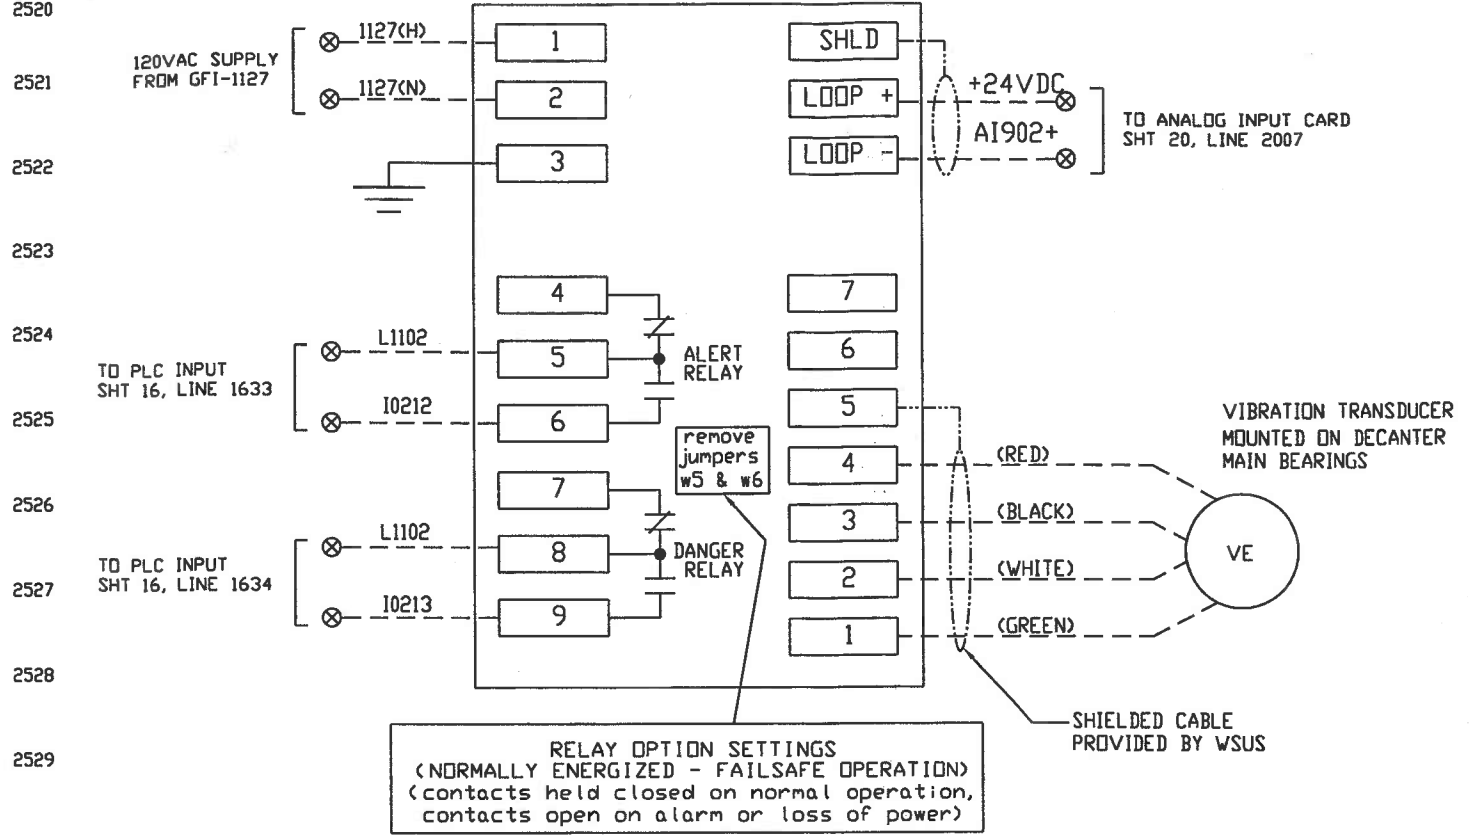 2520
2521
2522
2523
2524
2525
2526
2527
2528
2529
120VAC SUPPLY
FROM GFI-1127
1127(H)
1127(N)
1
2
3
SHLD
LOOP +
LOOP -
+24VDC
AI902+
TO ANALOG INPUT CARD
SHT 20, LINE 2007
TO PLC INPUT
SHT 16, LINE 1633
L1102
I0212
4
5
6
ALERT
RELAY
TO PLC INPUT
SHT 16, LINE 1634
L1102
I0213
7
8
9
DANGER
RELAY
remove
jumpers
w5 & w6
7
6
5
4
3
2
1
(RED)
(BLACK)
(WHITE)
(GREEN)
VIBRATION TRANSDUCER
MOUNTED ON DECANTER
MAIN BEARINGS
VE
SHIELDED CABLE
PROVIDED BY WSUS
RELAY OPTION SETTINGS
(NORMALLY ENERGIZED - FAILSAFE OPERATION)
(contacts held closed on normal operation,
contacts open on alarm or loss of power)